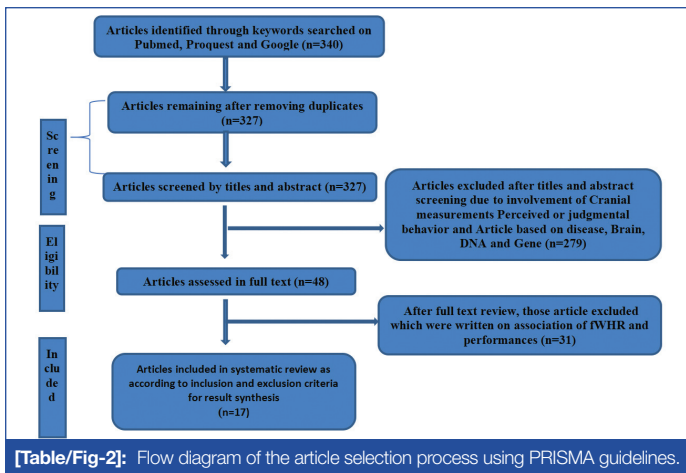 Articles identified through keywords searched on
Pubmed, Proquest and Google (n=340)
Articles remaining after removing duplicates
(n=327)
Sc
re
en
in
g
Articles screened by titles and abstract (n=327)
Articles excluded after titles and abstract
screening due to involvement of Cranial
measurements Perceived or judgmental
behavior and Article based on disease, Brain,
DNA and Gene (n=279)
El
igi
bil
ity
Articles assessed in full text (n=48)
After full text review, those article excluded
which were written on association of fWHR and
performances (n=31)
In
clu
de
d
Articles included in systematic review as
according to inclusion and exclusion criteria
for result synthesis
(n=17)
[Table/Fig-2]: Flow diagram of the article selection process using PRISMA guidelines.